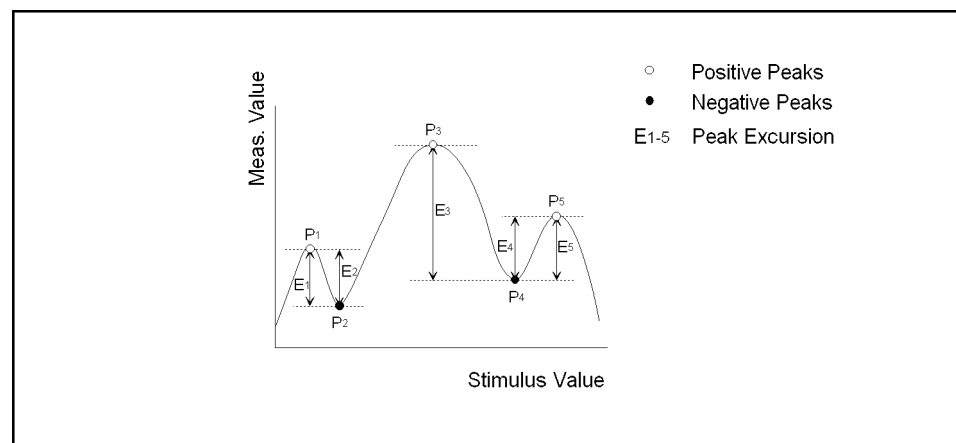 Positive Peaks
Negative Peaks
E1-5 Peak Excursion
Meas. Value
P3
P5
E3
E4
E5
P1
E2
E1
P4
P2
Stimulus Value